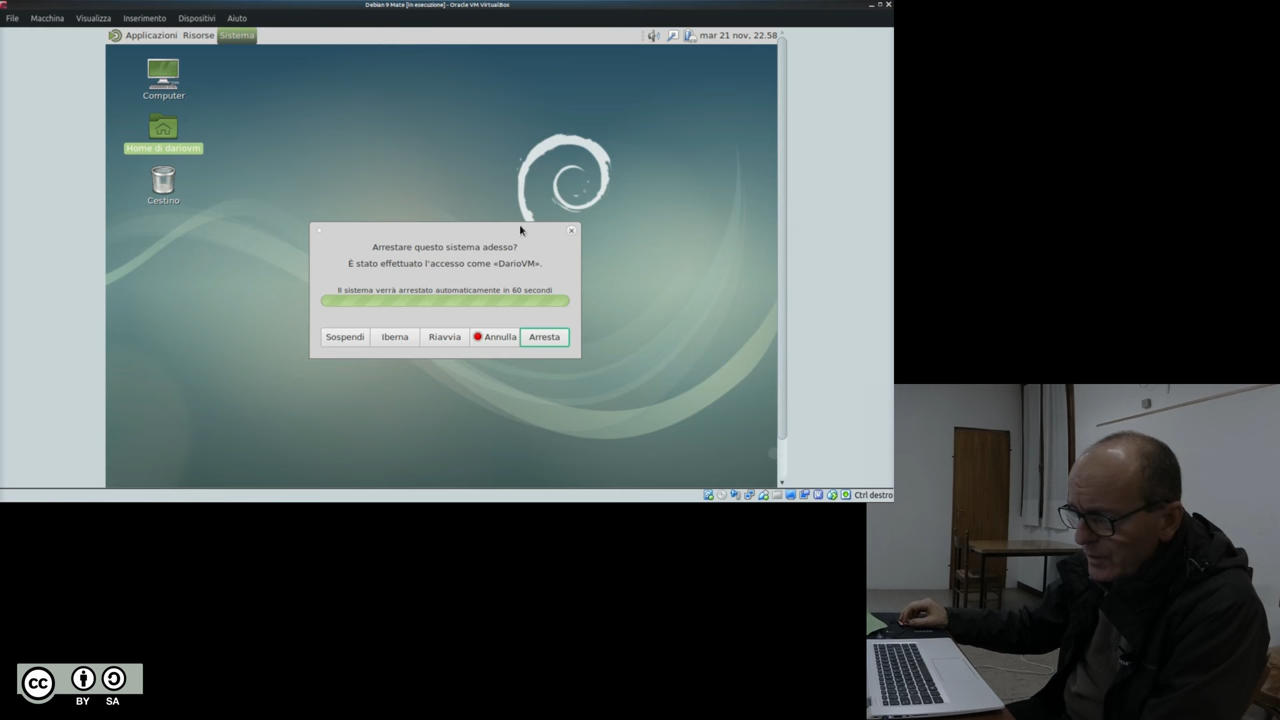 Debian 9 Mate [In esecuzione] - Oracle VM VirtualBox
File Macchina Visualizza Inserimento Dispositivi Aiuto
Applicazioni Risorse Sistema mar 21 nov, 22.58
Computer
Home di dariovm
Cestino
Arrestare questo sistema adesso?
È stato effettuato l'accesso come «DarioVM».
Il sistema verrà arrestato automaticamente in 60 secondi
Sospendi Iberna Riavvia Annulla Arresta
Ctrl destro
cc
BY SA